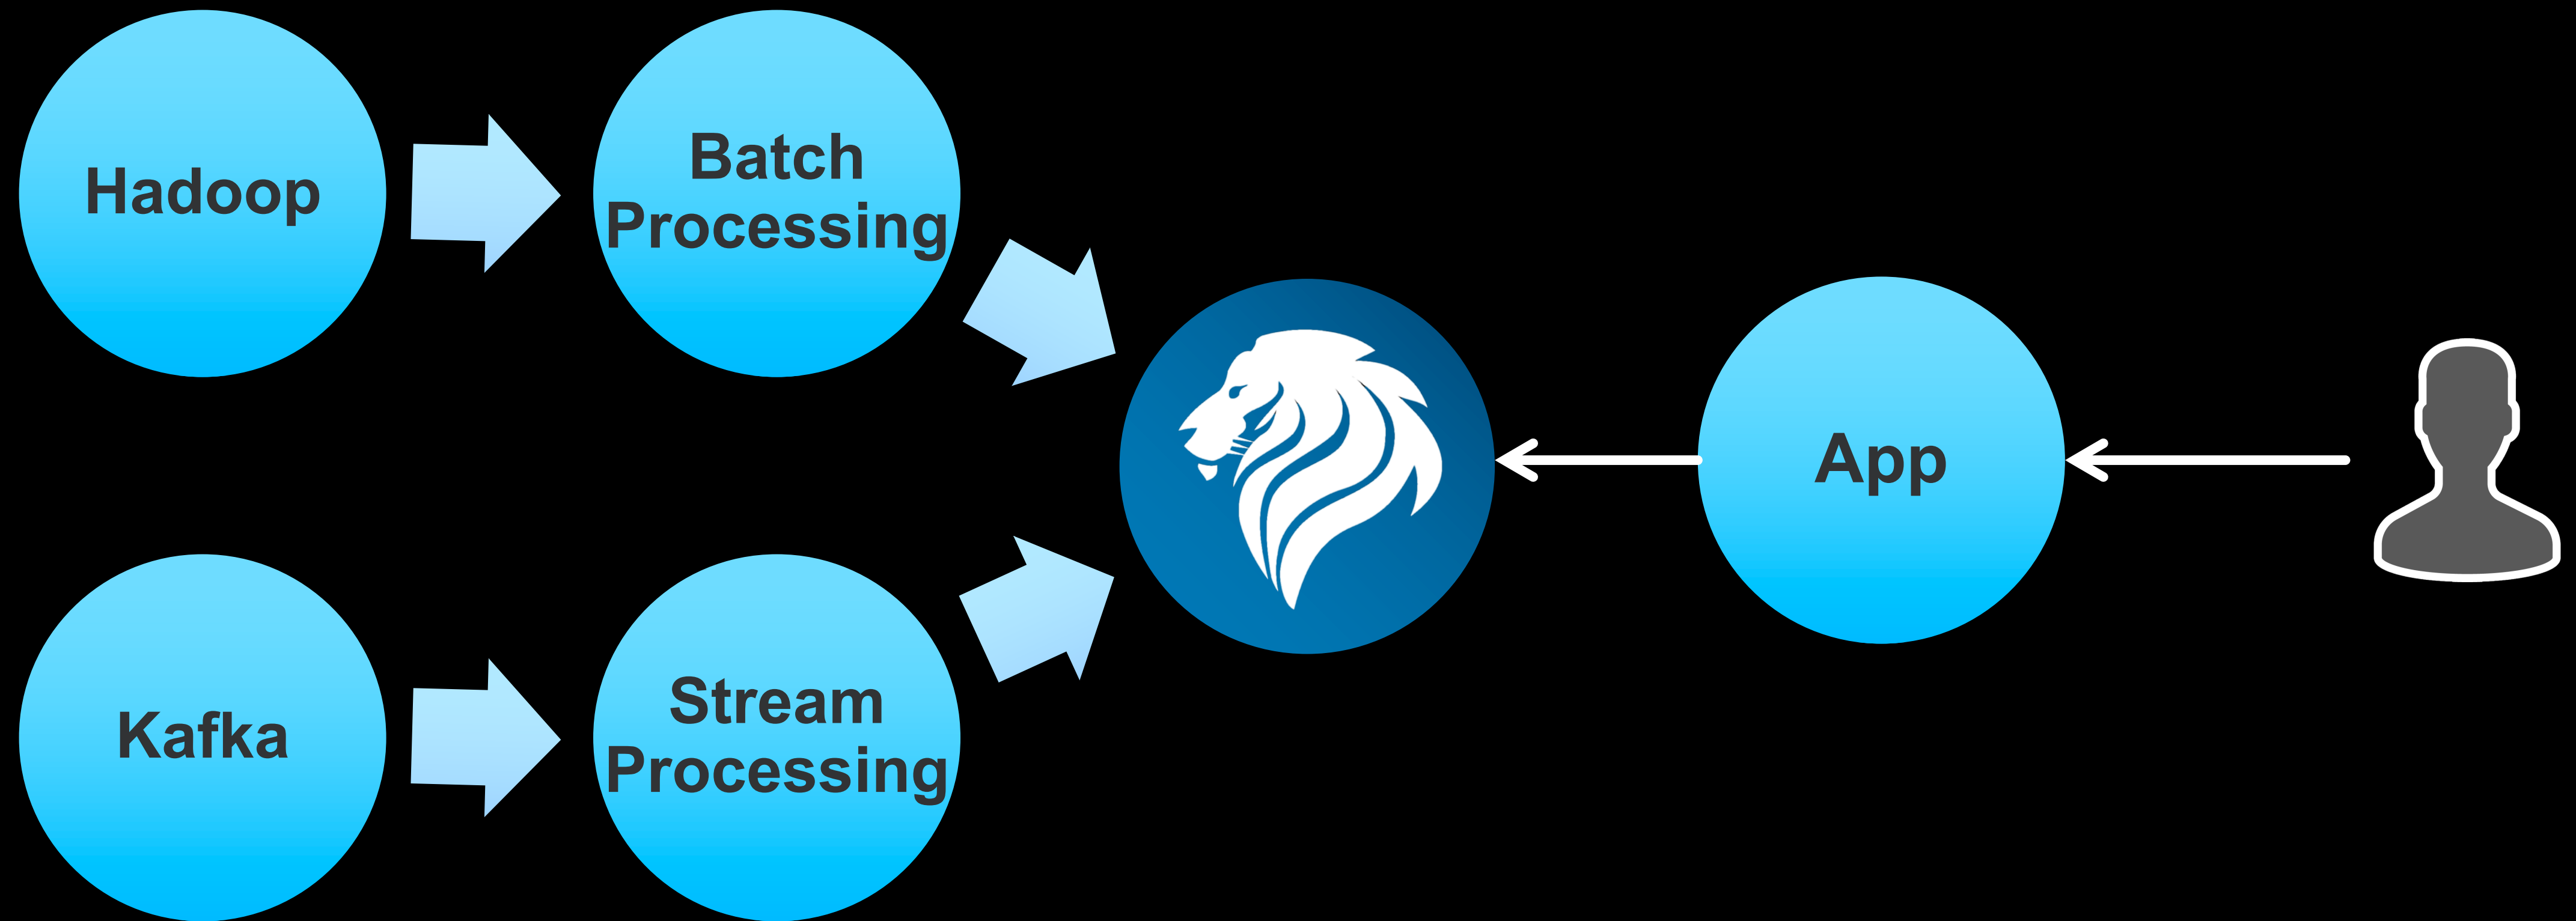 Hadoop
Batch
Processing
Kafka
Stream
Processing
App